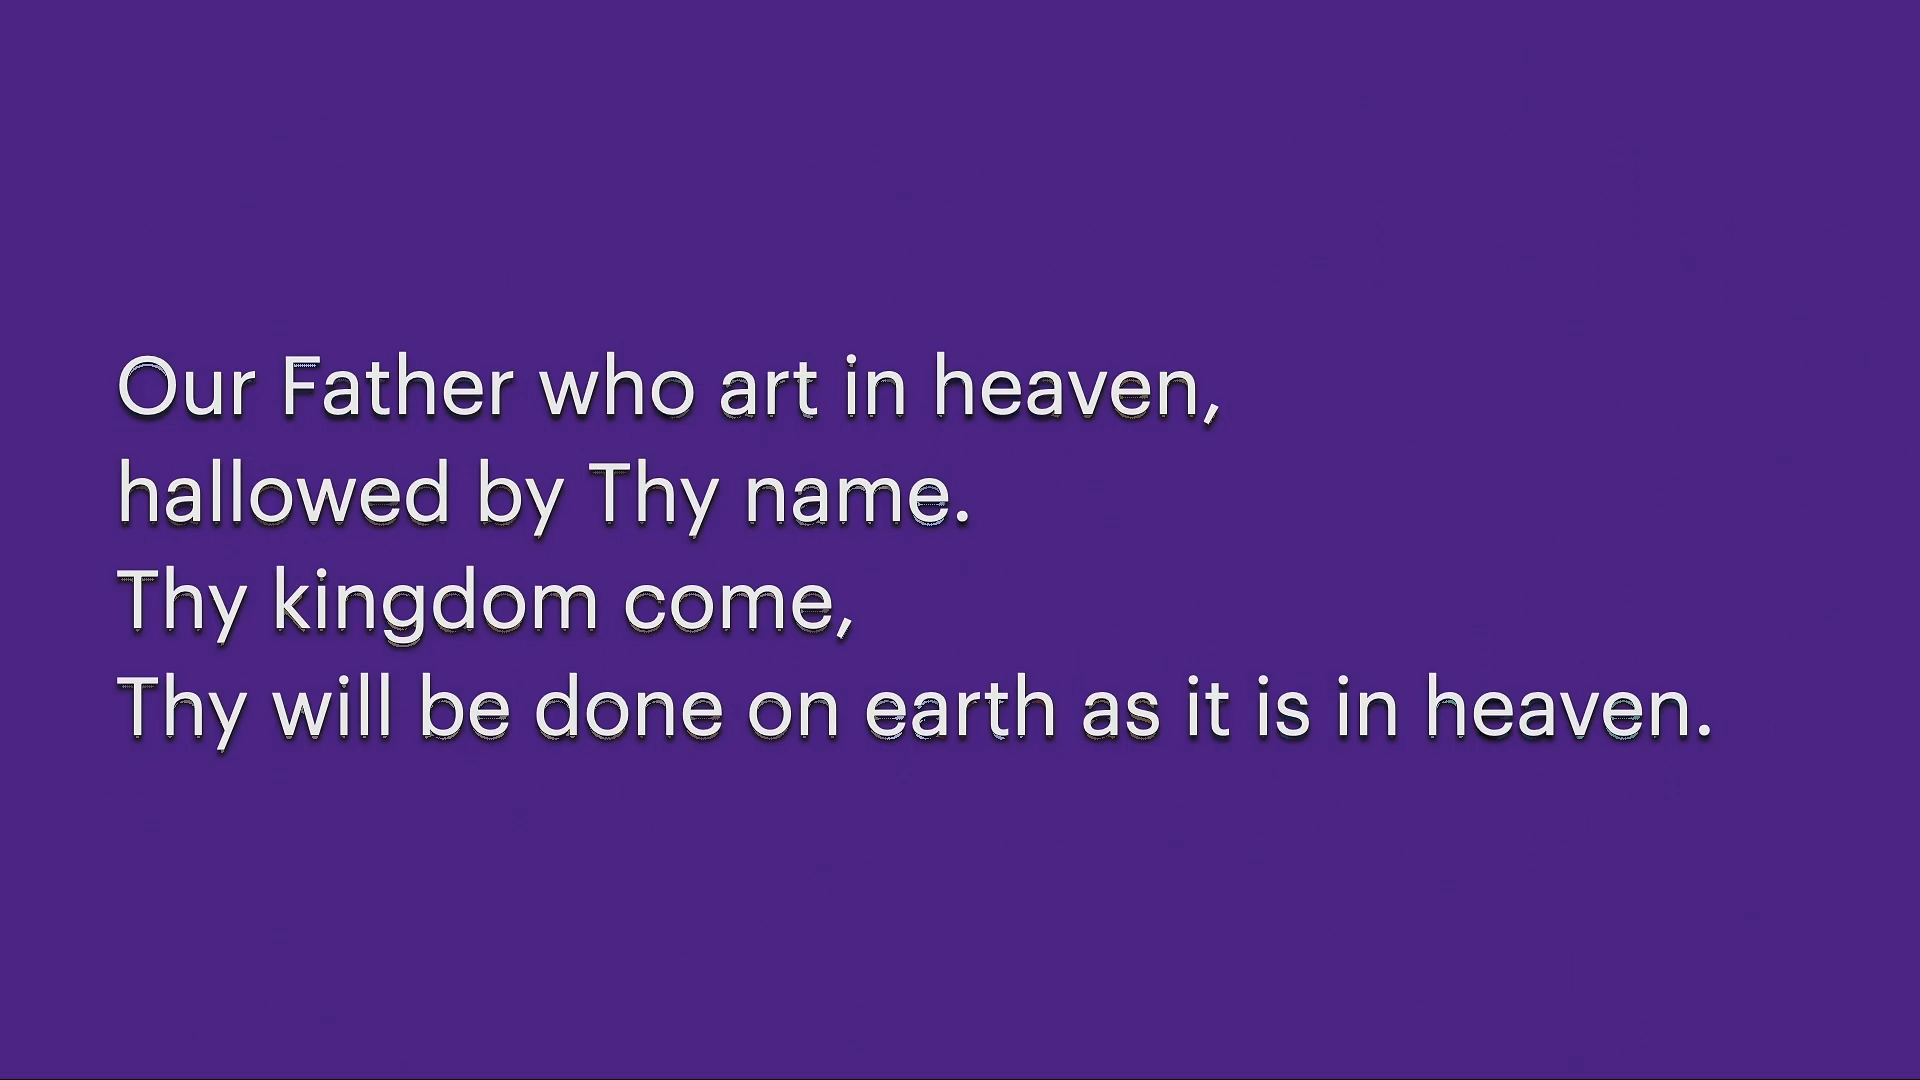 Our Father who art in heaven,
hallowed by Thy name.
Thy kingdom come,
Thy will be done on earth as it is in heaven.